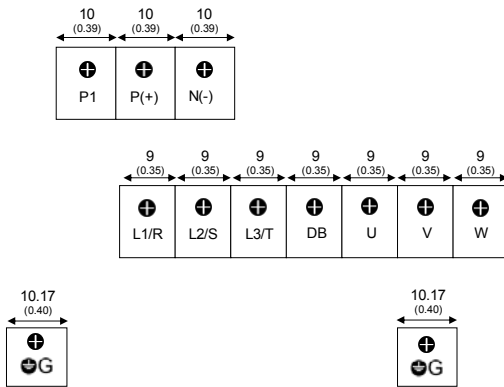 10 10 10
(0.39) (0.39) (0.39)
P1 P(+) N(-)
9 9 9 9 9 9 9
(0.35) (0.35) (0.35) (0.35) (0.35) (0.35) (0.35)
L1/R L2/S L3/T DB U V W
10.17 10.17
(0.40) (0.40)
G G